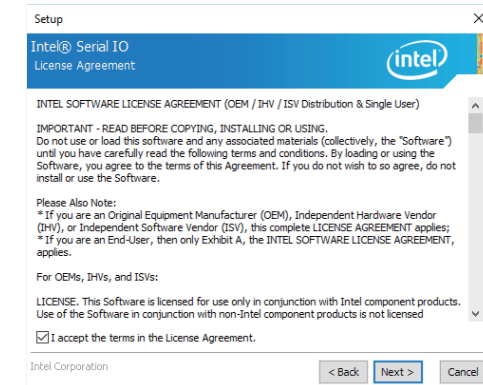 Setup
Intel® Serial IO
License Agreement
intel
INTEL SOFTWARE LICENSE AGREEMENT (OEM / IHV / ISV Distribution & Single User)
IMPORTANT - READ BEFORE COPYING, INSTALLING OR USING.
Do not use or load this software and any associated materials (collectively, the "Software")
until you have carefully read the following terms and conditions. By loading or using the
Software, you agree to the terms of this Agreement. If you do not wish to so agree, do not
install or use the Software.
Please Also Note:
* If you are an Original Equipment Manufacturer (OEM), Independent Hardware Vendor
(IHV), or Independent Software Vendor (ISV), this complete LICENSE AGREEMENT applies;
* If you are an End-User, then only Exhibit A, the INTEL SOFTWARE LICENSE AGREEMENT,
applies.
For OEMs, IHVs, and ISVs:
LICENSE. This Software is licensed for use only in conjunction with Intel component products.
Use of the Software in conjunction with non-Intel component products is not licensed
I accept the terms in the License Agreement.
Intel Corporation
< Back Next > Cancel